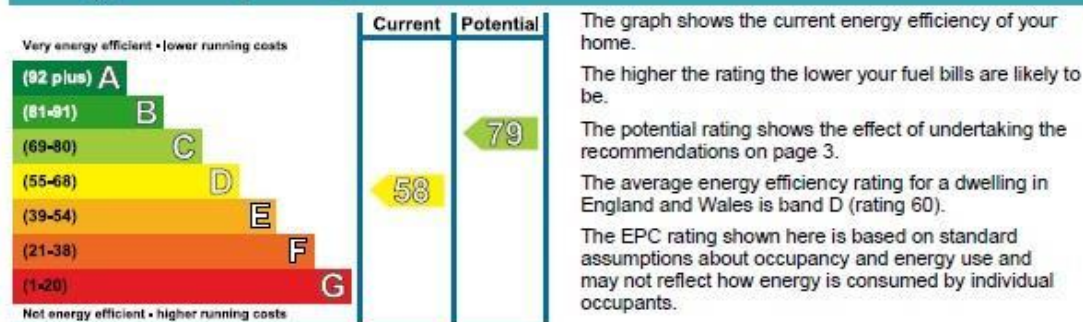 Current Potential
Very energy efficient • lower running costs
(92 plus) A
(81-91) B
(69-80) C
(55-68) D
(39-54) E
(21-38) F
(1-20) G
Not energy efficient • higher running costs
58
79
The graph shows the current energy efficiency of your
home.
The higher the rating the lower your fuel bills are likely to
be.
The potential rating shows the effect of undertaking the
recommendations on page 3.
The average energy efficiency rating for a dwelling in
England and Wales is band D (rating 60).
The EPC rating shown here is based on standard
assumptions about occupancy and energy use and
may not reflect how energy is consumed by individual
occupants.